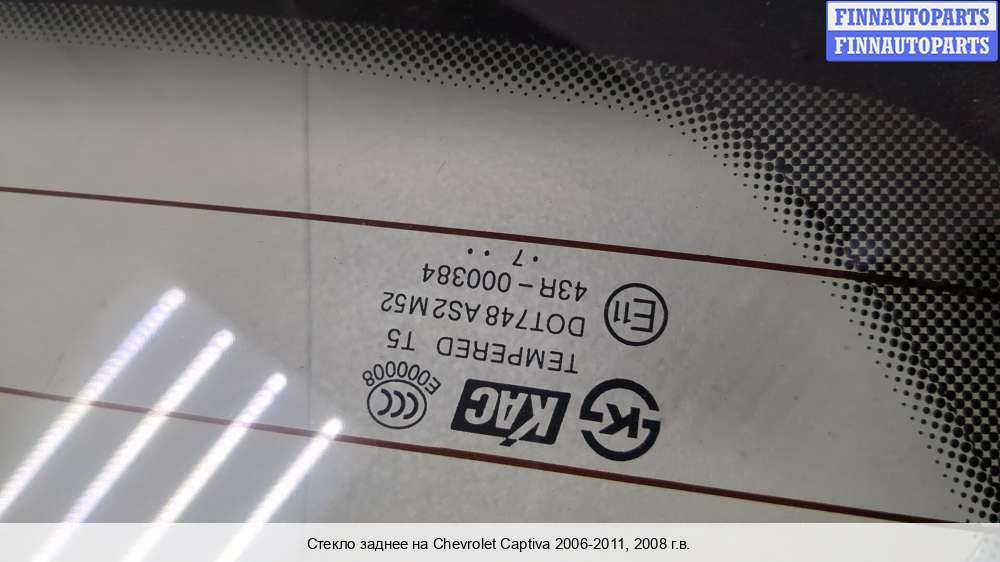 FINNAUTOPARTS
FINNAUTOPARTS
KAC
E000008
TEMPERED T5
DOT748 AS2 M52
E11
43R-000384
. 7 . .
Стекло заднее на Chevrolet Captiva 2006-2011, 2008 г.в.